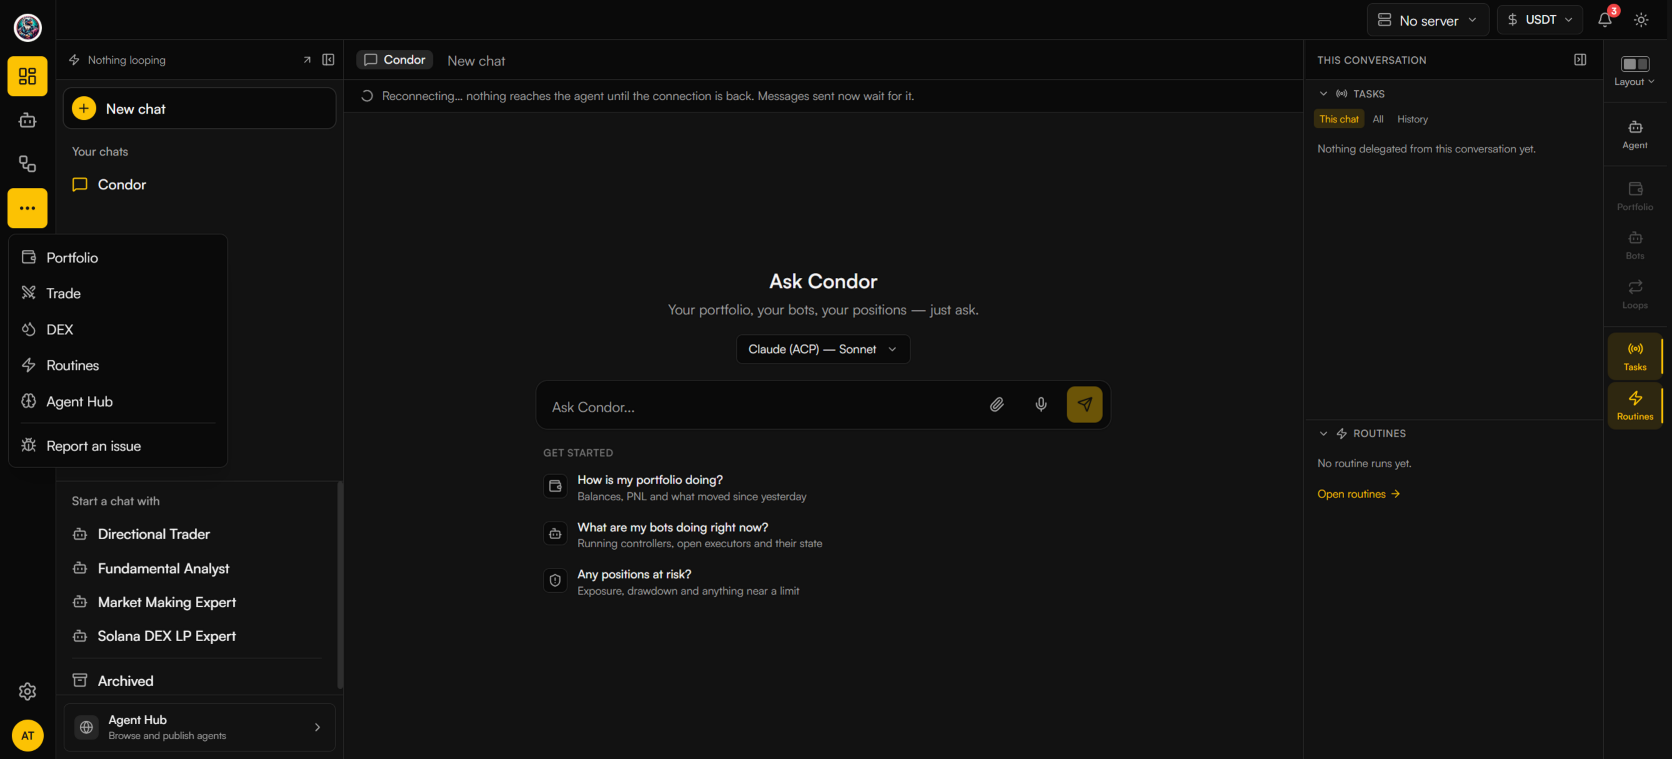 No server
$ USDT
3
Nothing looping
Condor
New chat
THIS CONVERSATION
Layout
New chat
Reconnecting... nothing reaches the agent until the connection is back. Messages sent now wait for it.
TASKS
This chat
All
History
Nothing delegated from this conversation yet.
Agent
Your chats
Condor
Portfolio
Bots
Loops
Tasks
Routines
Portfolio
Trade
DEX
Routines
Agent Hub
Report an issue
Ask Condor
Your portfolio, your bots, your positions — just ask.
Claude (ACP) — Sonnet
Ask Condor...
GET STARTED
How is my portfolio doing?
Balances, PNL and what moved since yesterday
What are my bots doing right now?
Running controllers, open executors and their state
Any positions at risk?
Exposure, drawdown and anything near a limit
ROUTINES
No routine runs yet.
Open routines →
Start a chat with
Directional Trader
Fundamental Analyst
Market Making Expert
Solana DEX LP Expert
Archived
Agent Hub
Browse and publish agents
AT